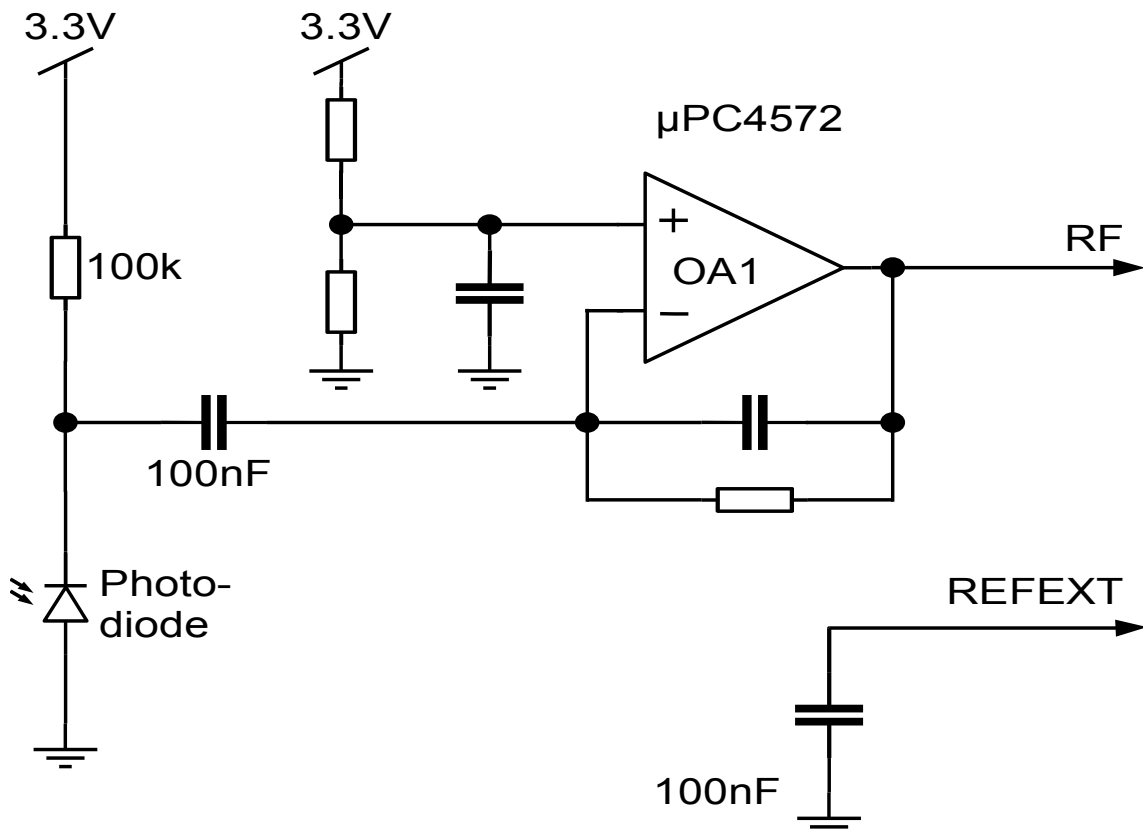 3.3V
3.3V
µPC4572
RF
+
OA1
−
100k
100nF
Photo-
diode
REFEXT
100nF